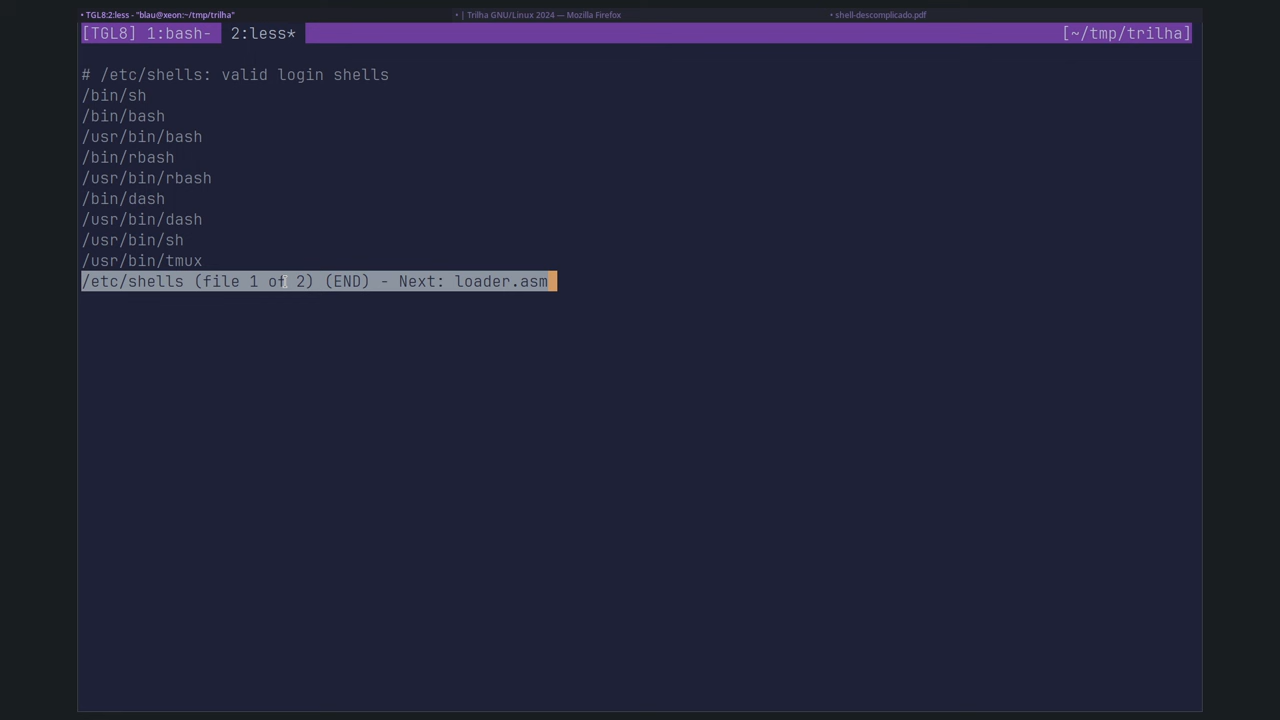 • TGL8:2:less - "blau@xeon:~/tmp/trilha"
• | Trilha GNU/Linux 2024 — Mozilla Firefox
• shell-descomplicado.pdf
[TGL8] 1:bash- 2:less* [~/tmp/trilha]
# /etc/shells: valid login shells
/bin/sh
/bin/bash
/usr/bin/bash
/bin/rbash
/usr/bin/rbash
/bin/dash
/usr/bin/dash
/usr/bin/sh
/usr/bin/tmux
/etc/shells (file 1 of 2) (END) - Next: loader.asm